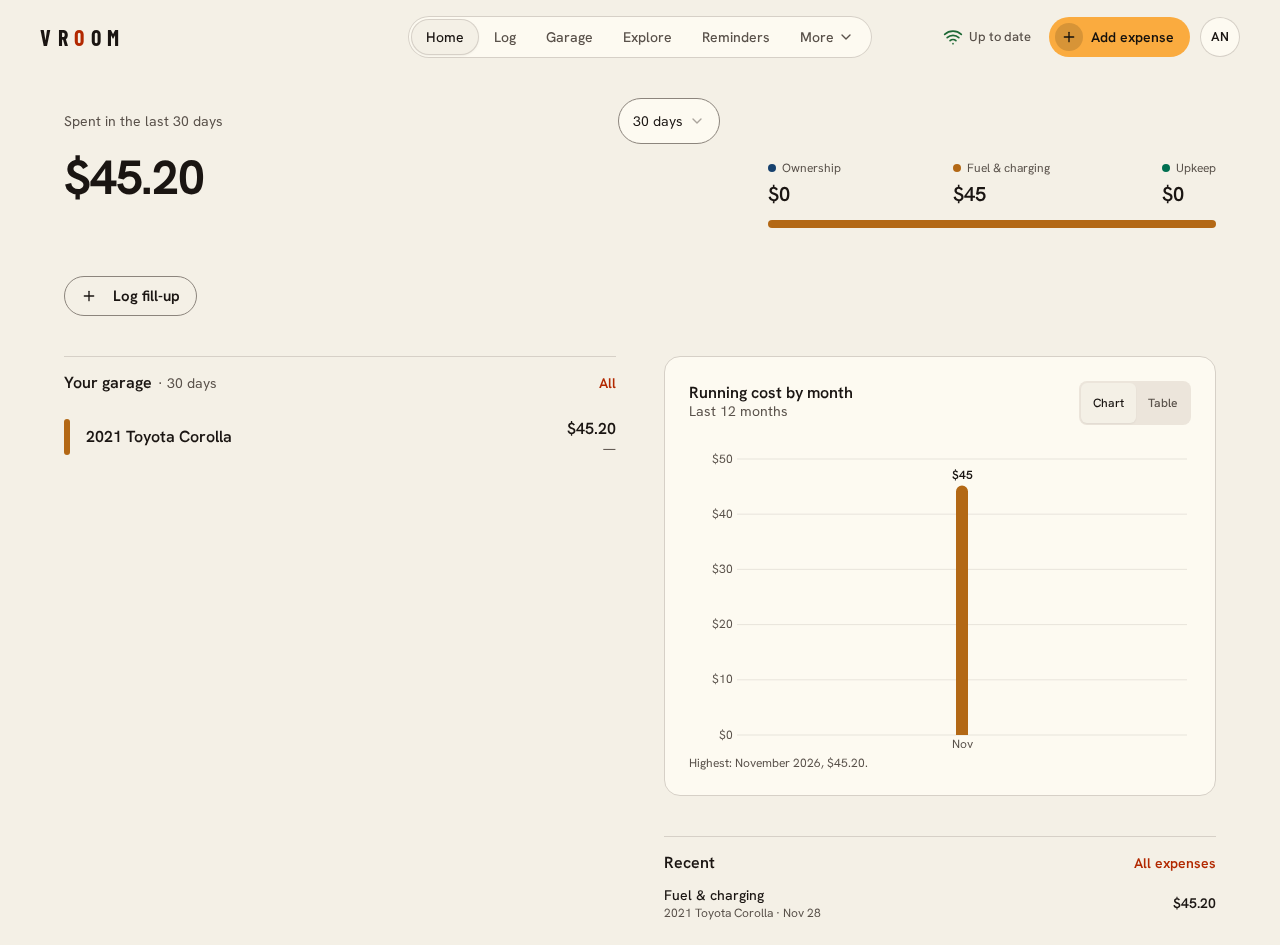 VROOM
Home
Log
Garage
Explore
Reminders
More
Up to date
Add expense
AN
Spent in the last 30 days
30 days
$45.20
Ownership
$0
Fuel & charging
$45
Upkeep
$0
Log fill-up
Your garage · 30 days
All
2021 Toyota Corolla
$45.20
—
Running cost by month
Last 12 months
Chart
Table
$50
$45
$40
$30
$20
$10
$0
Nov
Highest: November 2026, $45.20.
Recent
All expenses
Fuel & charging
2021 Toyota Corolla · Nov 28
$45.20